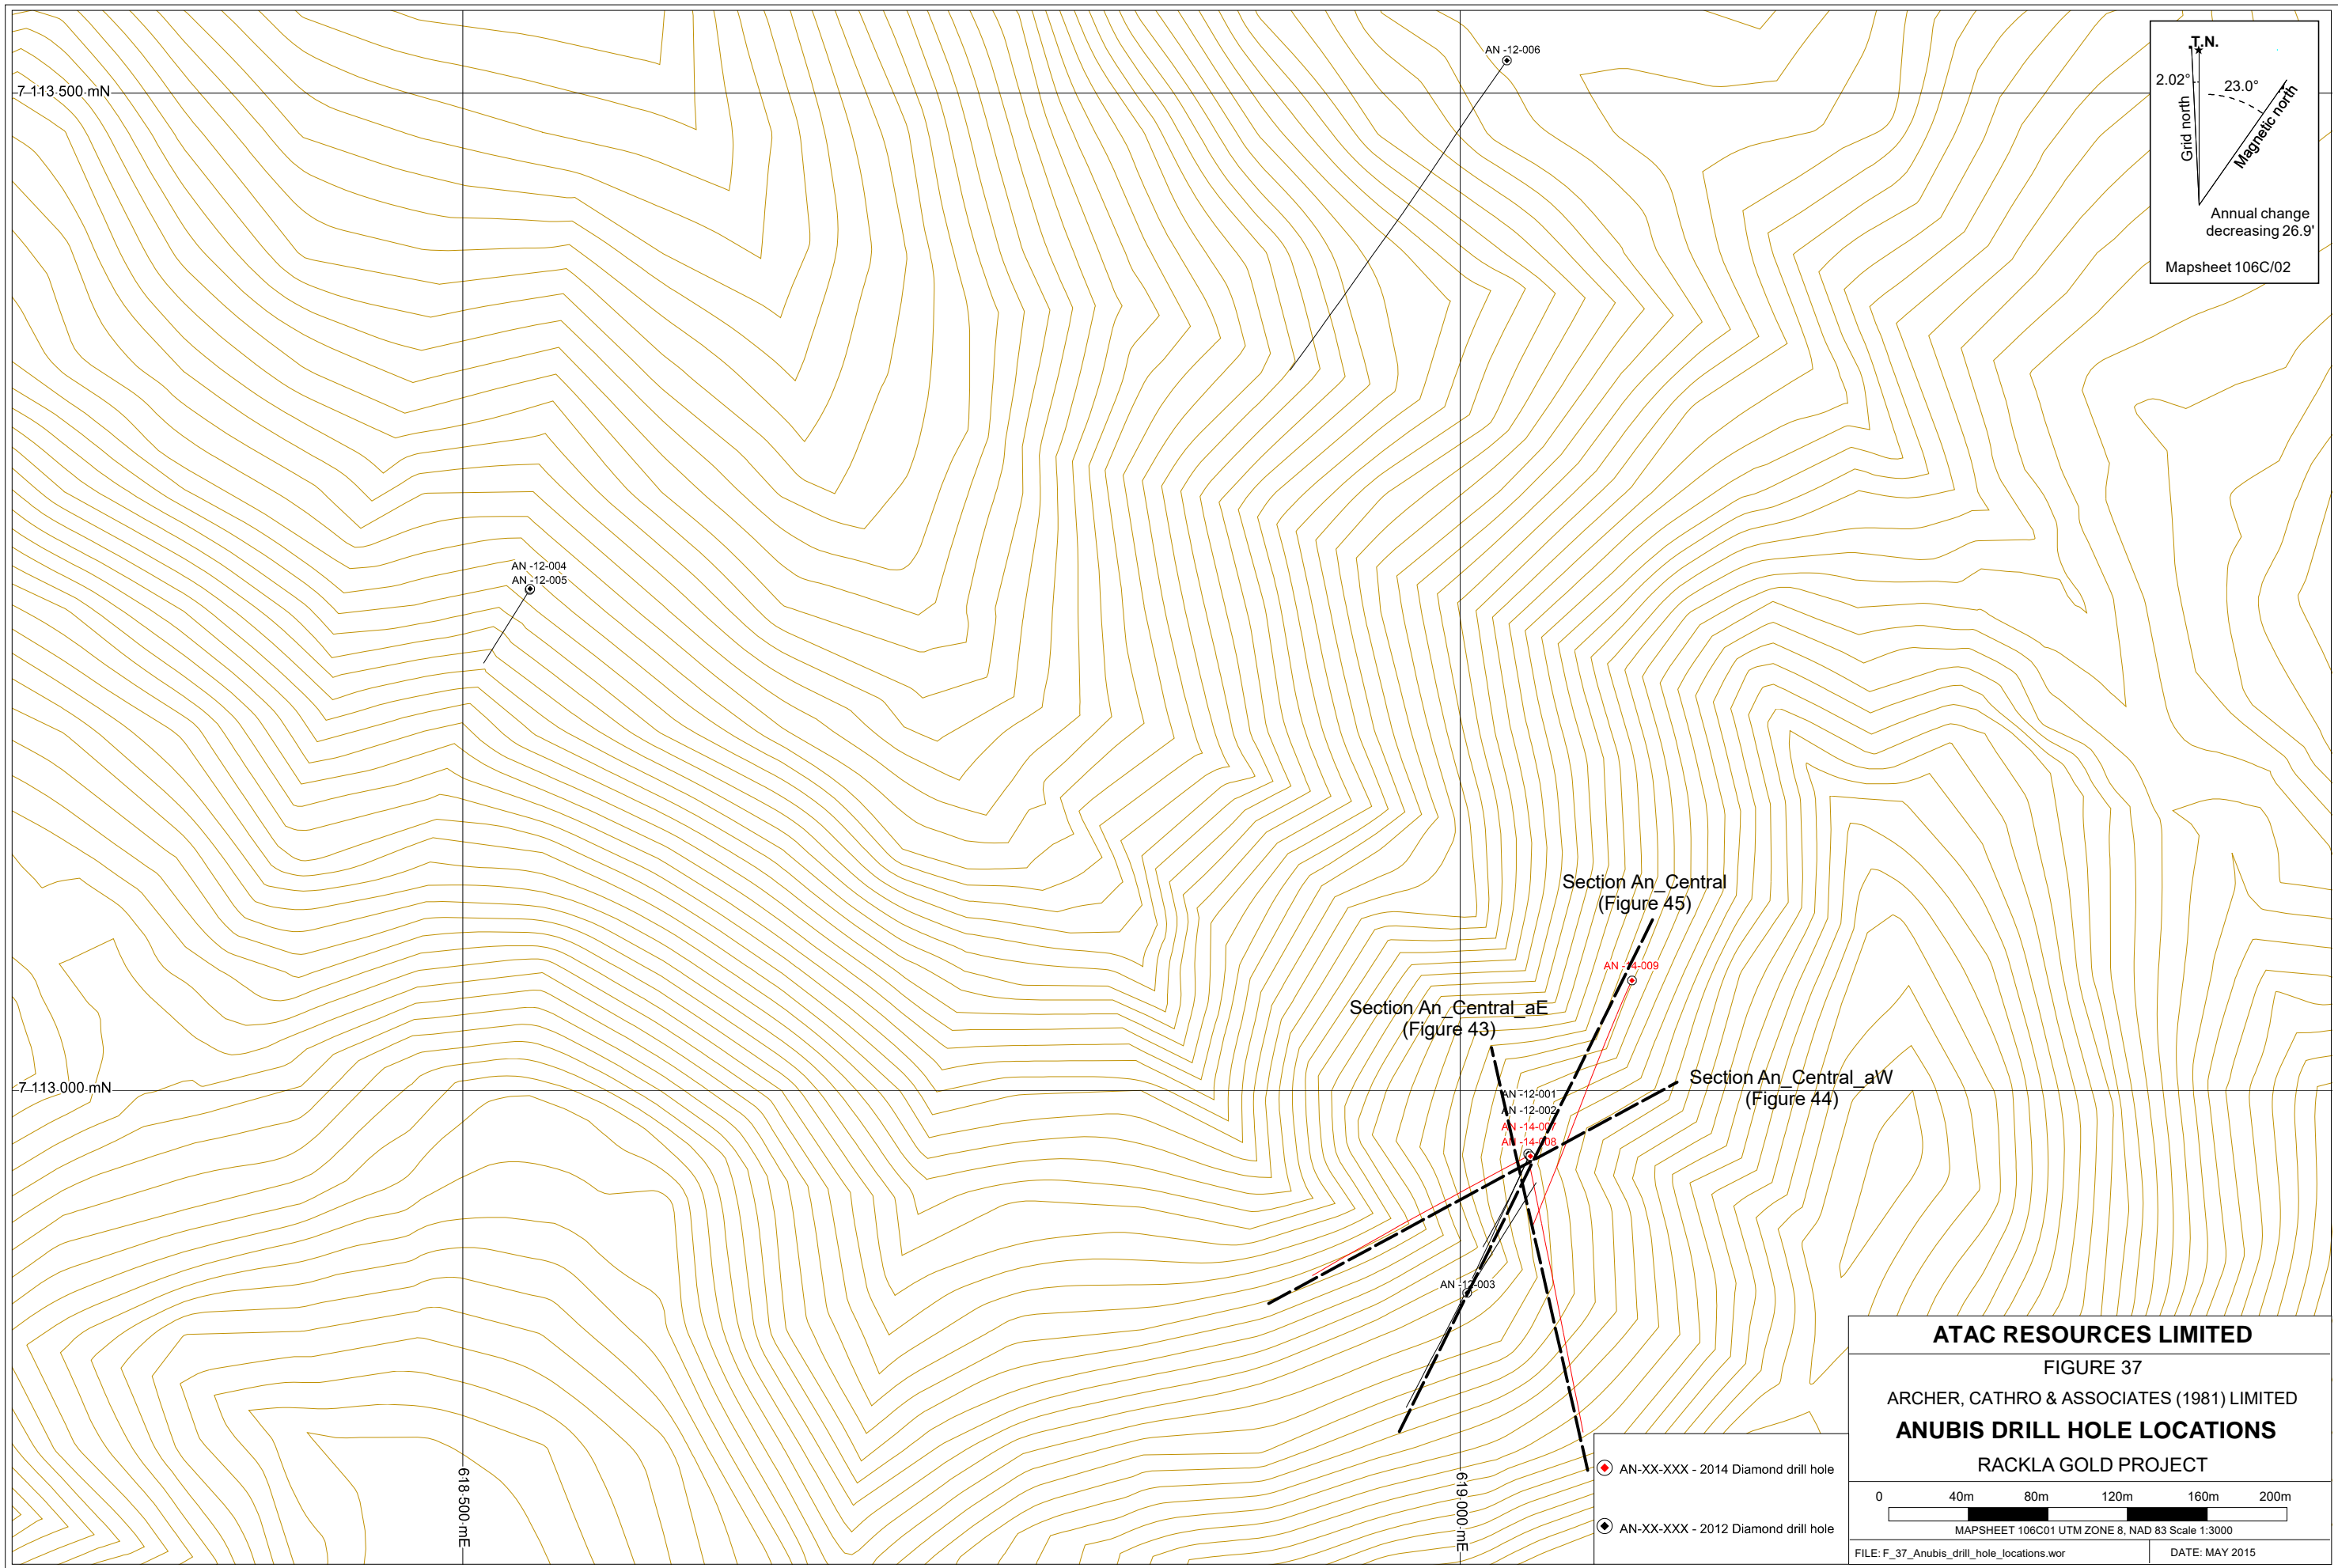 AN -12-006
7 113 500 mN
T.N.
2.02°
23.0°
Grid north
Magnetic north
Annual change
decreasing 26.9'
Mapsheet 106C/02
AN -12-004
AN -12-005
Section An_Central
(Figure 45)
AN -14-009
Section An_Central_aE
(Figure 43)
7 113 000 mN
Section An_Central_aW
(Figure 44)
AN -12-001
AN -12-002
AN -14-007
AN -14-008
AN -12-003
618 500 mE
619 000 mE
AN-XX-XXX - 2014 Diamond drill hole
AN-XX-XXX - 2012 Diamond drill hole
ATAC RESOURCES LIMITED
FIGURE 37
ARCHER, CATHRO & ASSOCIATES (1981) LIMITED
ANUBIS DRILL HOLE LOCATIONS
RACKLA GOLD PROJECT
0 40m 80m 120m 160m 200m
MAPSHEET 106C01 UTM ZONE 8, NAD 83 Scale 1:3000
FILE: F_37_Anubis_drill_hole_locations.wor
DATE: MAY 2015